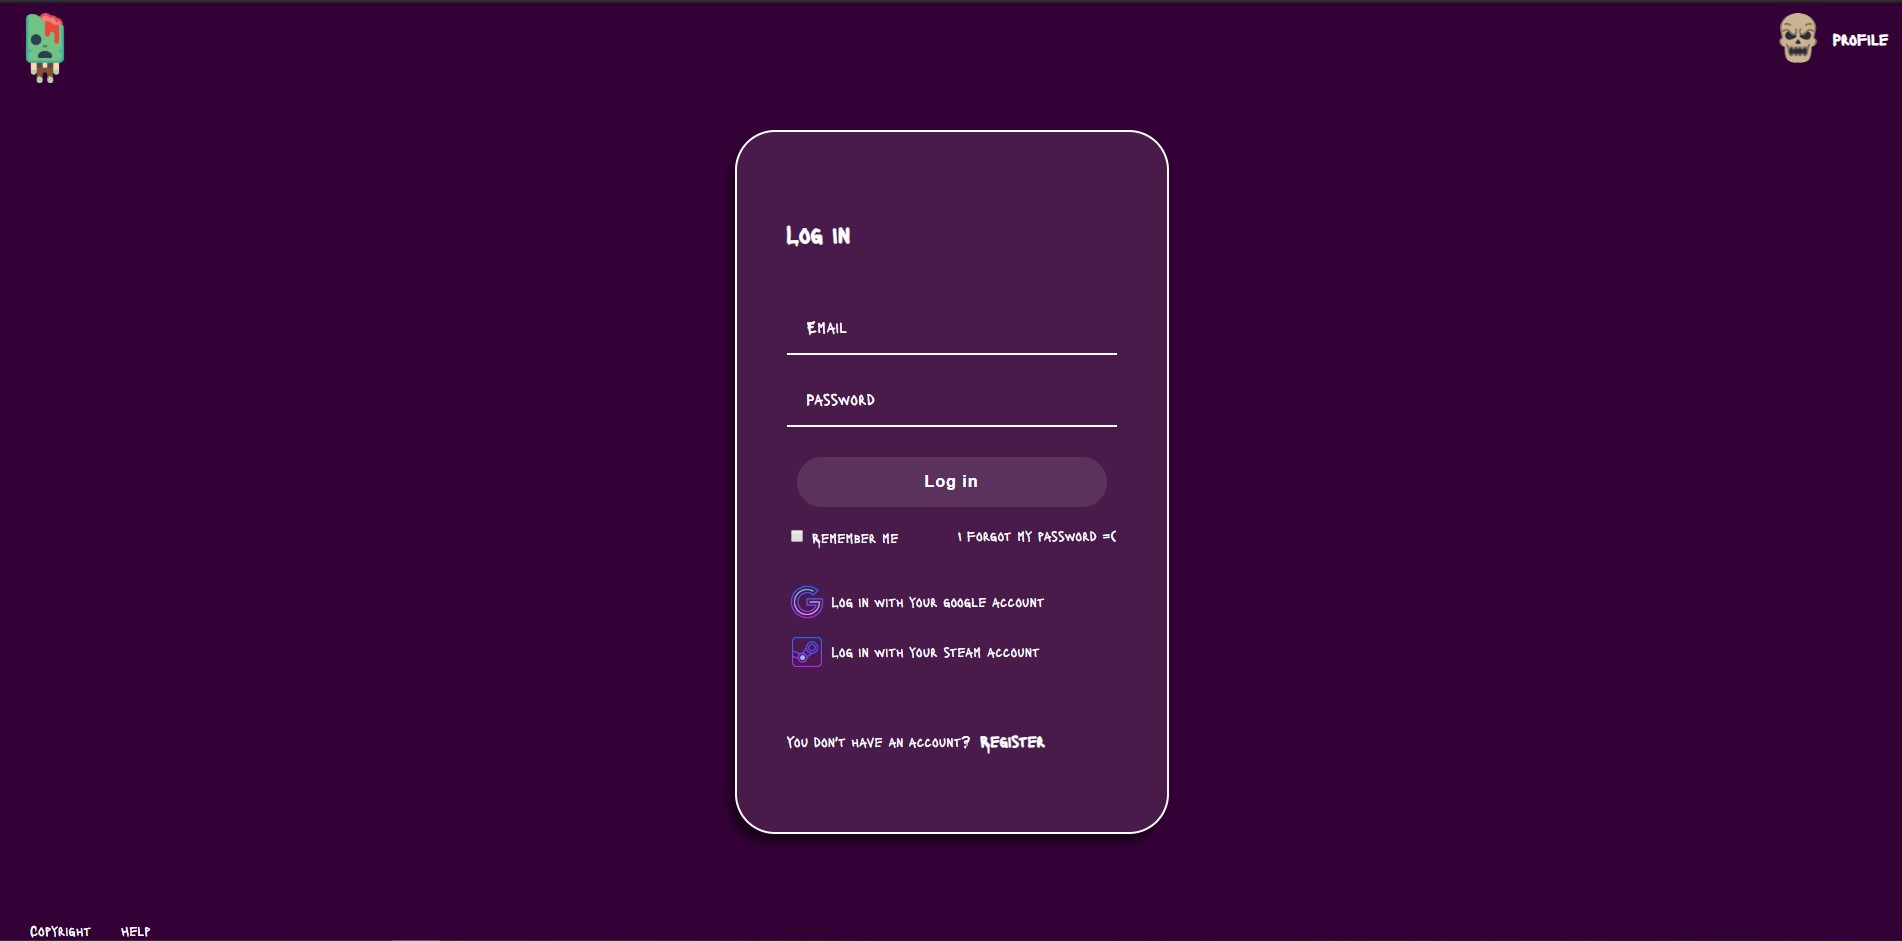 Profile
Log in
Email
Password
Log in
Remember me
I forgot my password =(
Log in with your google account
Log in with your Steam account
You don't have an account? Register
Copyright
Help